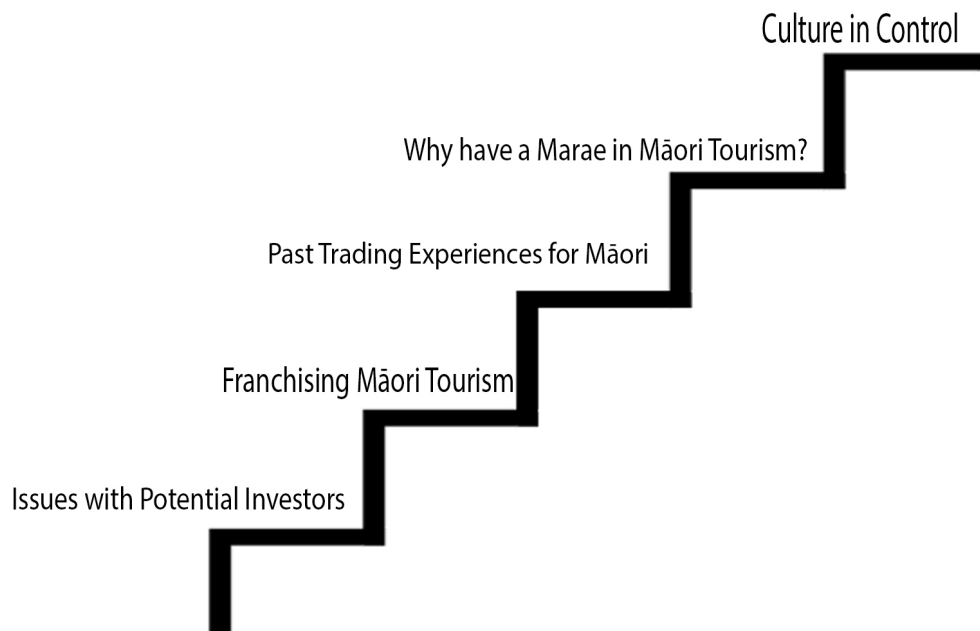 Culture in Control
Why have a Marae in Māori Tourism?
Past Trading Experiences for Māori
Franchising Māori Tourism
Issues with Potential Investors